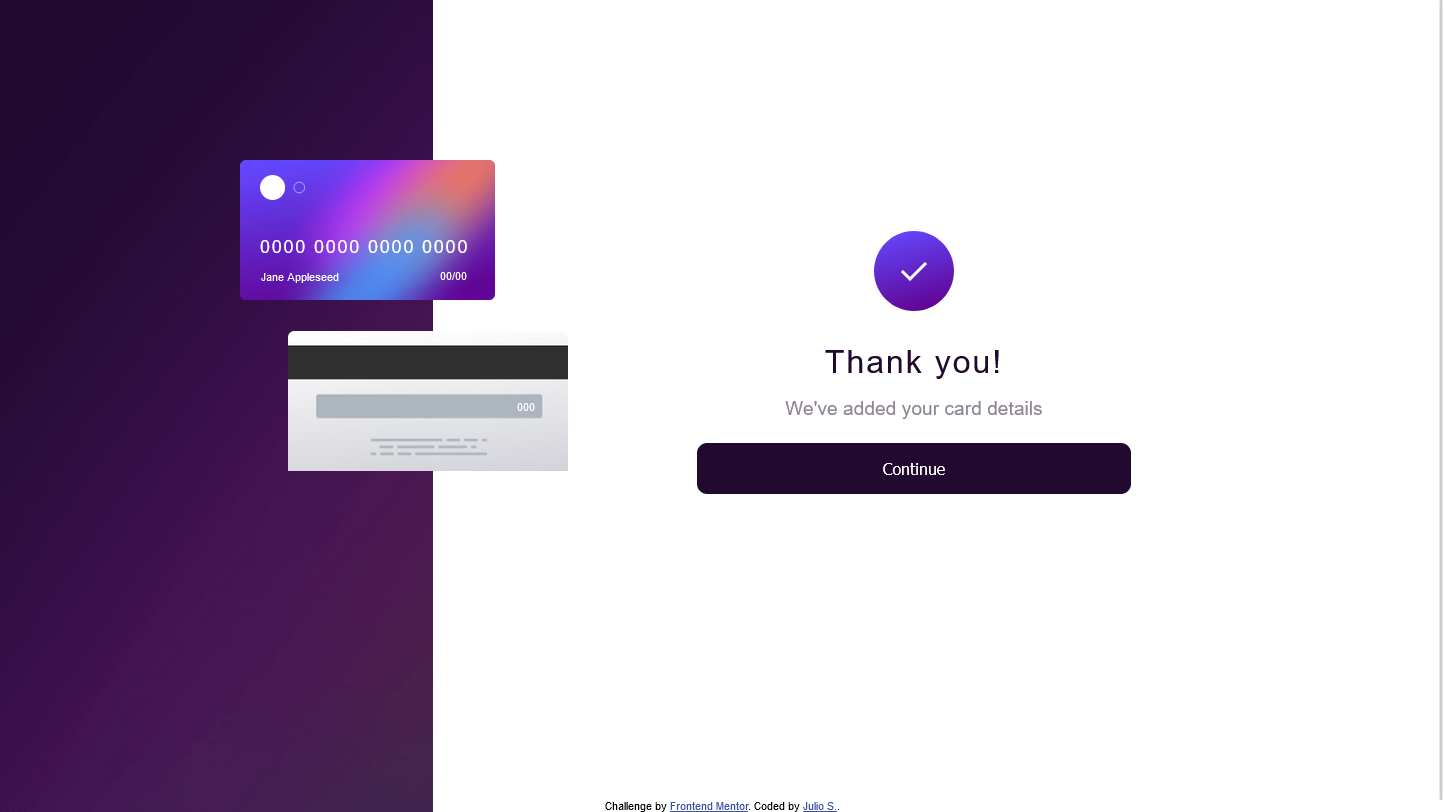 0000 0000 0000 0000
Jane Appleseed 00/00
000
Thank you!
We've added your card details
Continue
Challenge by Frontend Mentor. Coded by Julio S..